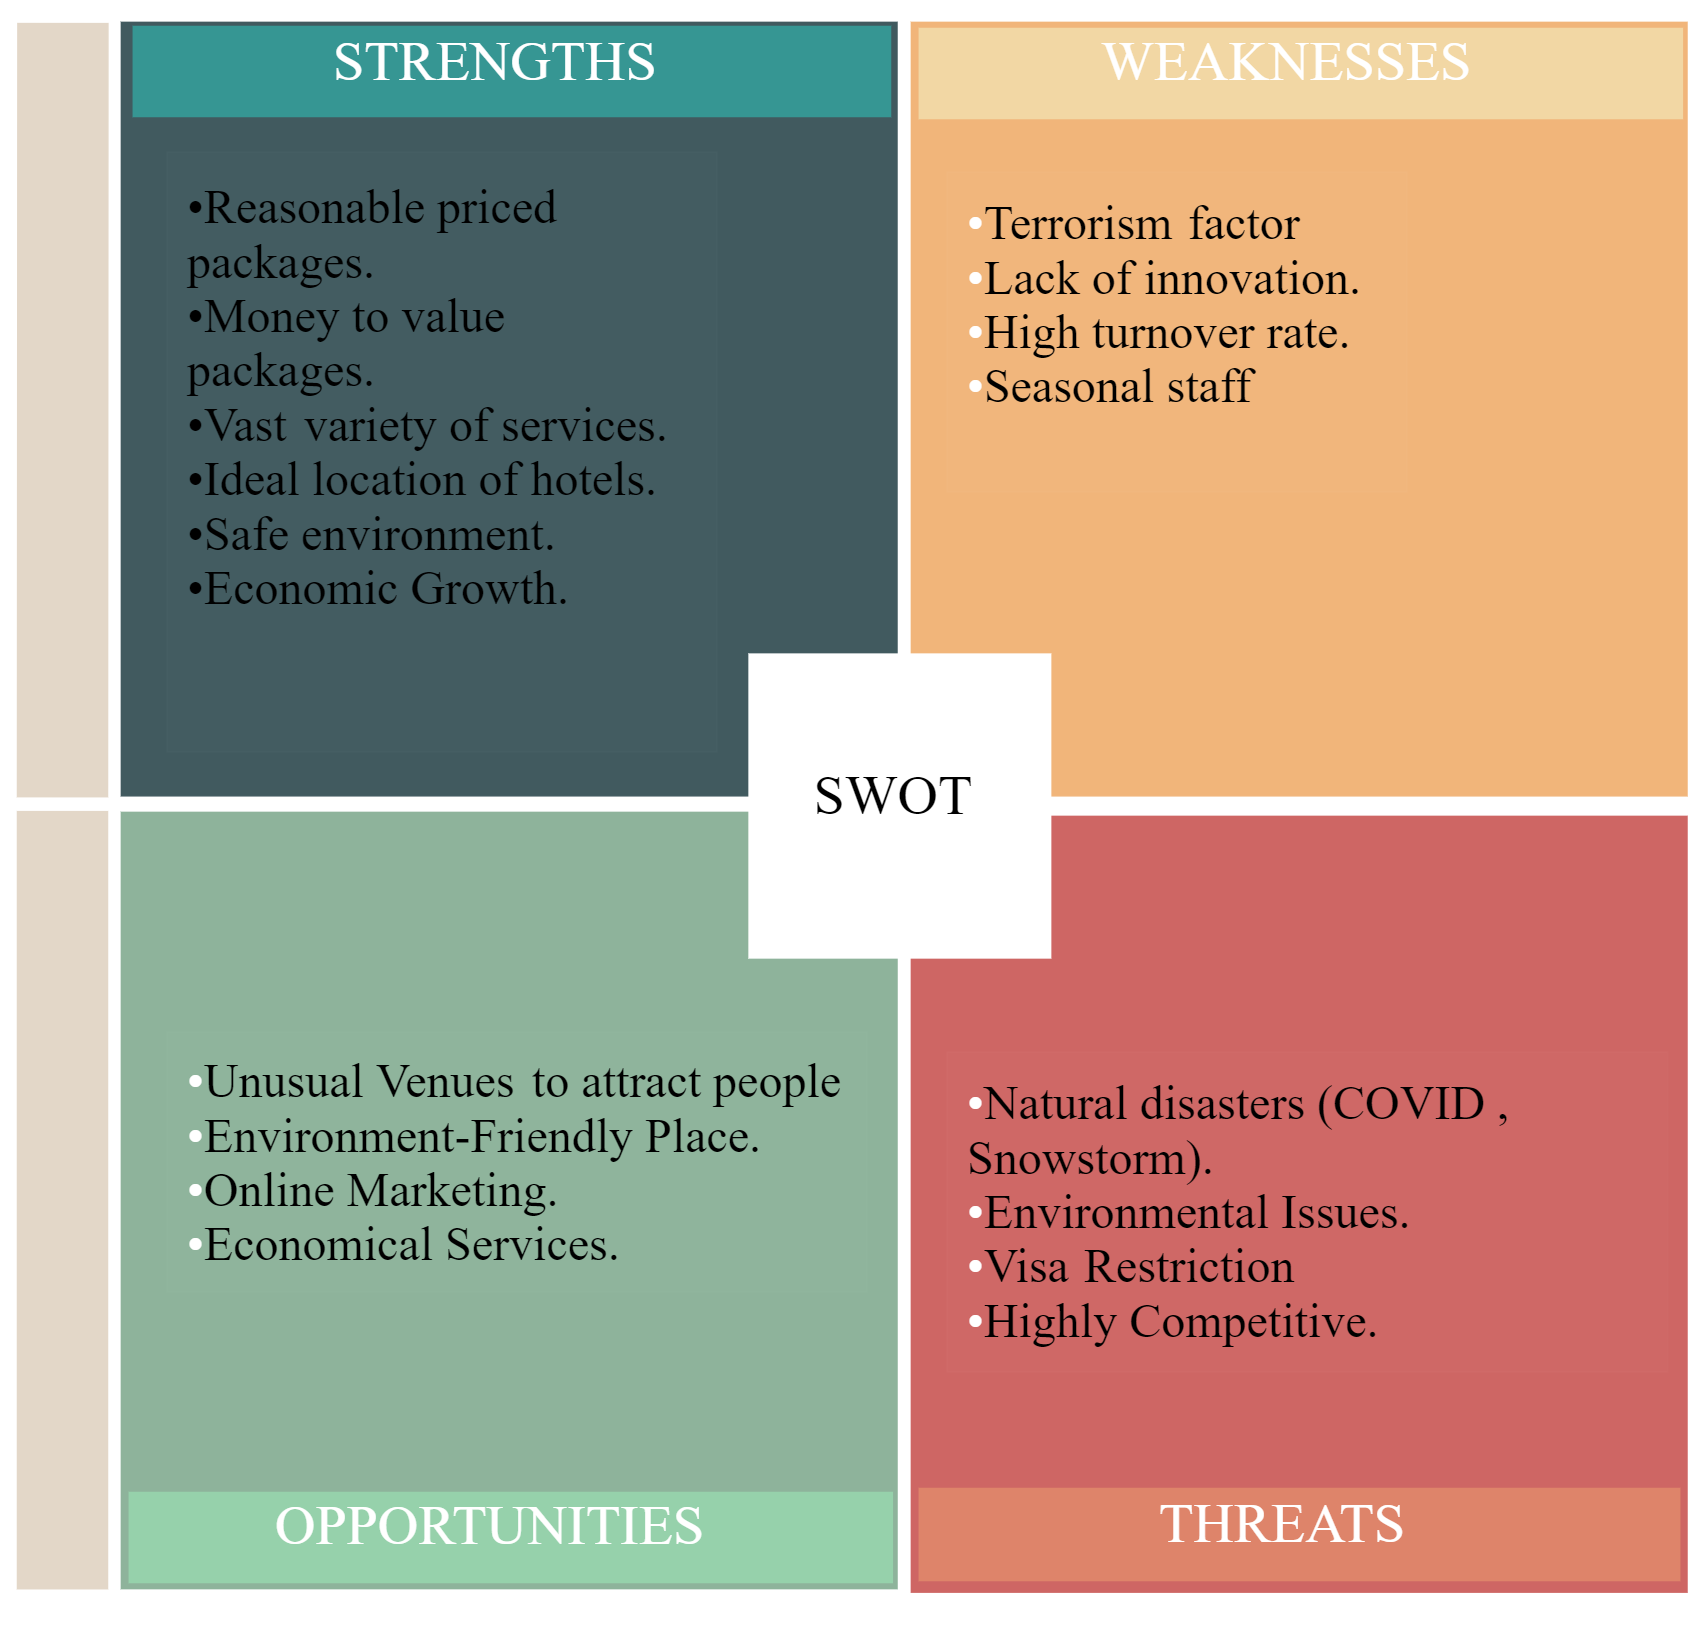 STRENGTHS
•Reasonable priced
packages.
•Money to value
packages.
•Vast variety of services.
•Ideal location of hotels.
•Safe environment.
•Economic Growth.
WEAKNESSES
•Terrorism factor
•Lack of innovation.
•High turnover rate.
•Seasonal staff
SWOT
•Unusual Venues to attract people
•Environment-Friendly Place.
•Online Marketing.
•Economical Services.
OPPORTUNITIES
•Natural disasters (COVID ,
Snowstorm).
•Environmental Issues.
•Visa Restriction
•Highly Competitive.
THREATS